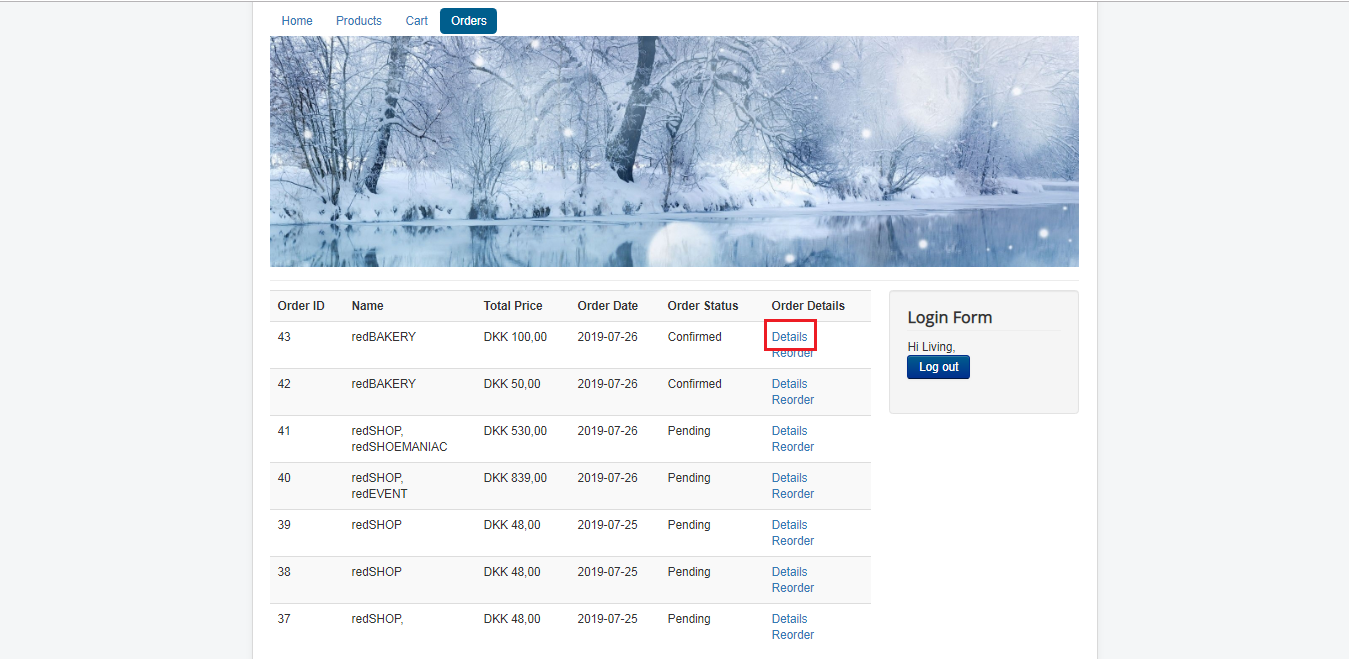 Home Products Cart Orders
Order ID Name Total Price Order Date Order Status Order Details
43 redBAKERY DKK 100,00 2019-07-26 Confirmed Details
Reorder
42 redBAKERY DKK 50,00 2019-07-26 Confirmed Details
Reorder
41 redSHOP, DKK 530,00 2019-07-26 Pending Details
redSHOEMANIAC Reorder
40 redSHOP, DKK 839,00 2019-07-26 Pending Details
redEVENT Reorder
39 redSHOP DKK 48,00 2019-07-25 Pending Details
Reorder
38 redSHOP DKK 48,00 2019-07-25 Pending Details
Reorder
37 redSHOP, DKK 48,00 2019-07-25 Pending Details
Reorder
Login Form
Hi Living,
Log out